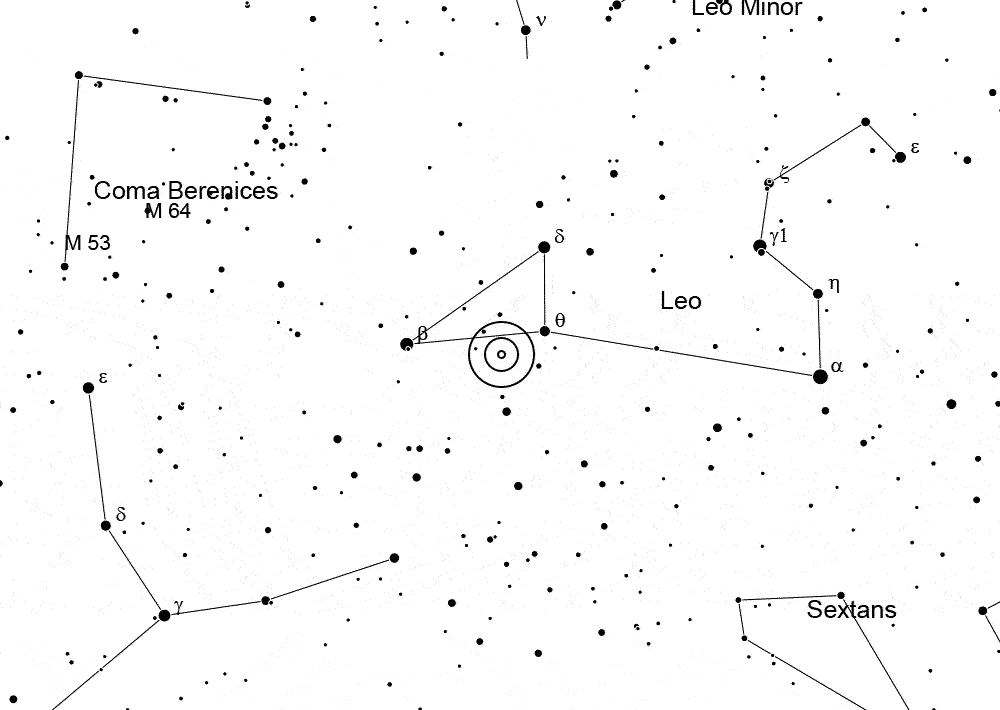 Leo Minor
ν
ε
ζ
Coma Berenices
M 64
γ1
δ
M 53
η
Leo
θ
β
α
ε
δ
γ
Sextans